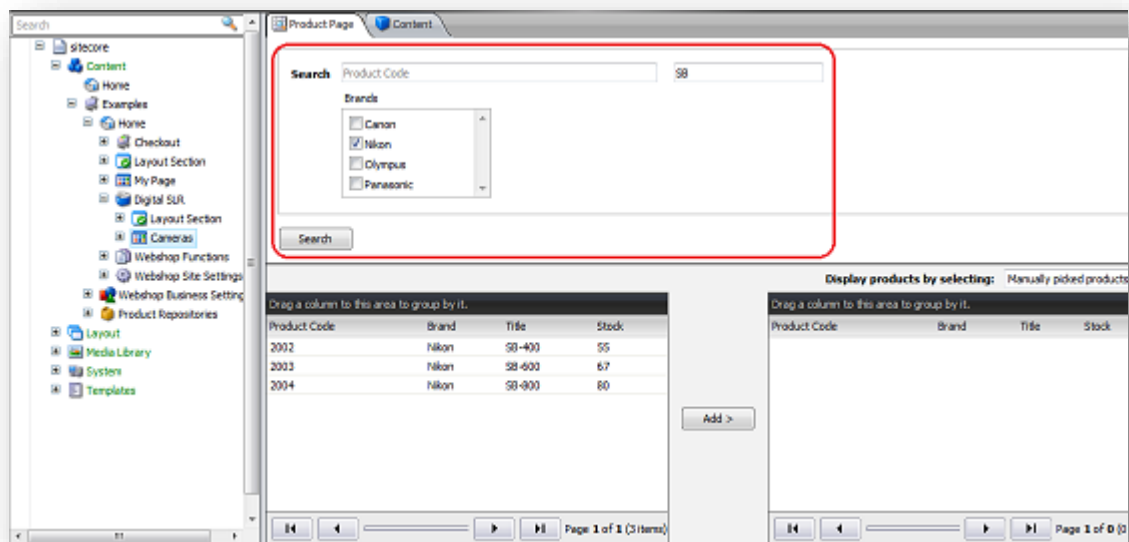 Search
sitecore
Content
Home
Examples
Home
Checkout
Layout Section
My Page
Digital SLR
Layout Section
Cameras
Webshop Functions
Webshop Site Settings
Webshop Business Setting
Product Repositories
Layout
Media Library
System
Templates
Product Page Content
Search Product Code SB
Brands
Canon
Nikon
Olympus
Panasonic
Search
Display products by selecting: Manually picked products
Drag a column to this area to group by it.
Product Code Brand Title Stock
2002 Nikon SB-400 55
2003 Nikon SB-600 67
2004 Nikon SB-800 80
Page 1 of 1 (3 items)
Add >
Drag a column to this area to group by it.
Product Code Brand Title Stock
Page 1 of 0 (0